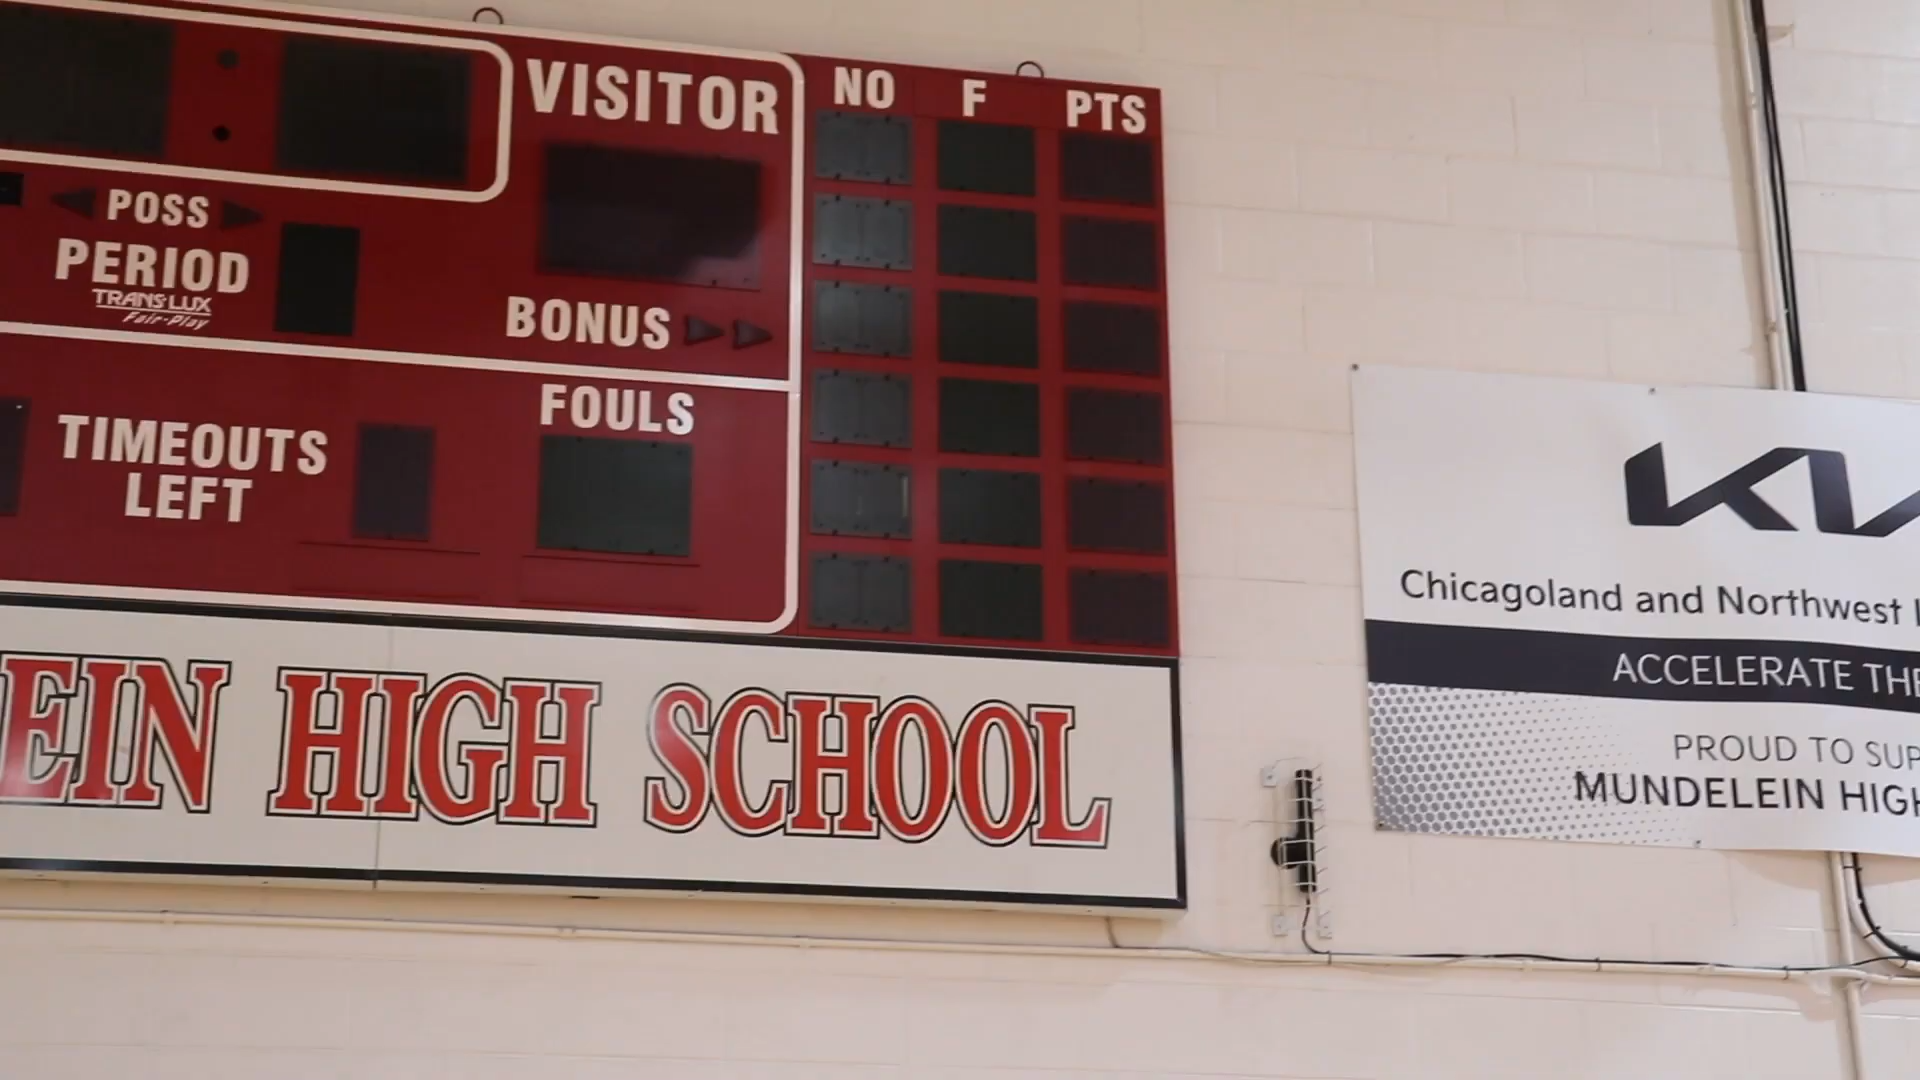 VISITOR
NO F PTS
POSS
PERIOD
TRANS-LUX
Fair-Play
BONUS
FOULS
TIMEOUTS
LEFT
EIN HIGH SCHOOL
KIA
Chicagoland and Northwest
ACCELERATE THE
PROUD TO SUP
MUNDELEIN HIGH